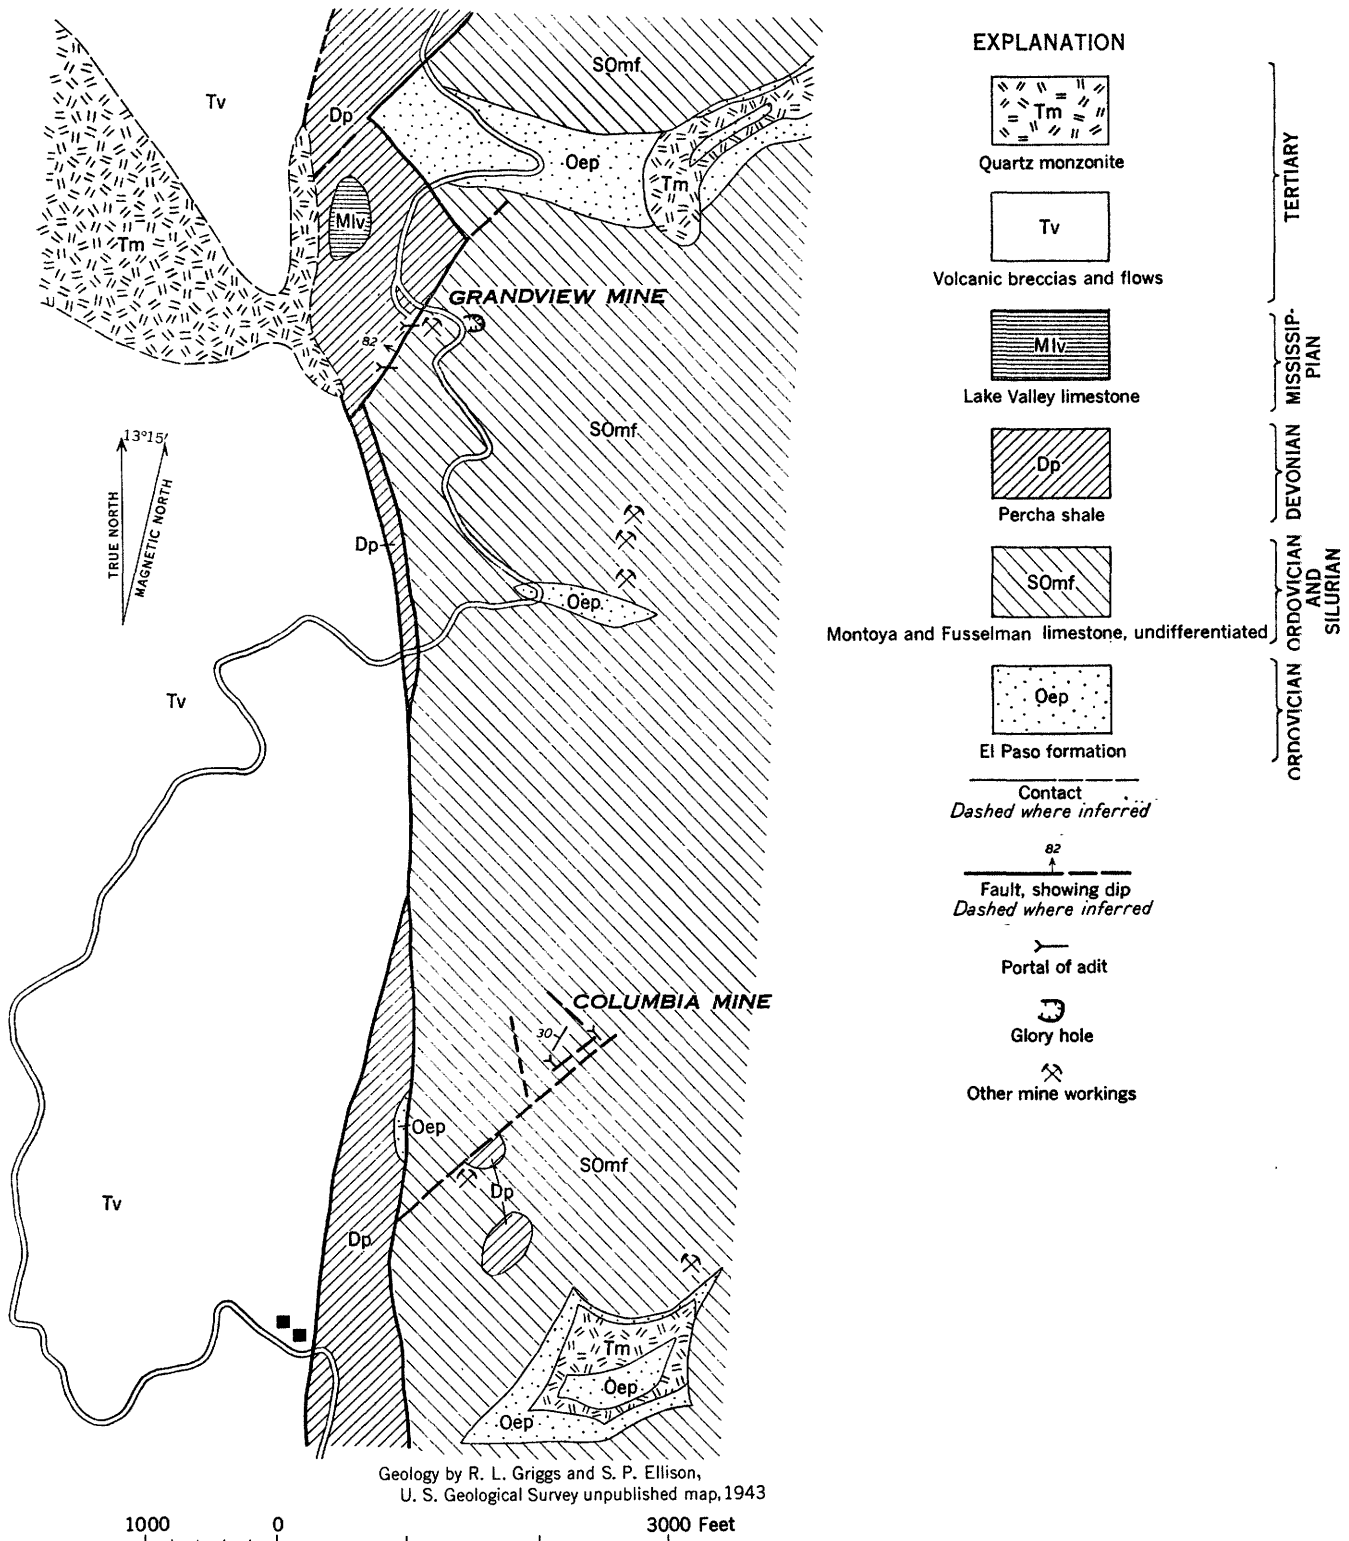 EXPLANATION
Tm
Quartz monzonite
Tv
Volcanic breccias and flows
TERTIARY
Mlv
Lake Valley limestone
MISSISSIP-
PIAN
Dp
Percha shale
DEVONIAN
SOmf
Montoya and Fusselman limestone, undifferentiated
ORDOVICIAN
AND
SILURIAN
Oep
El Paso formation
ORDOVICIAN
Contact
Dashed where inferred
82
Fault, showing dip
Dashed where inferred
Portal of adit
Glory hole
Other mine workings
SOmf
Tv
Dp
Oep
Tm
Mlv
Tm
GRANDVIEW MINE
82
SOmf
13°15'
TRUE NORTH
MAGNETIC NORTH
Dp
Oep
Tv
COLUMBIA MINE
30
Oep
SOmf
Dp
Tv
Dp
Tm
Oep
Oep
Geology by R. L. Griggs and S. P. Ellison,
U. S. Geological Survey unpublished map, 1943
1000 0 3000 Feet